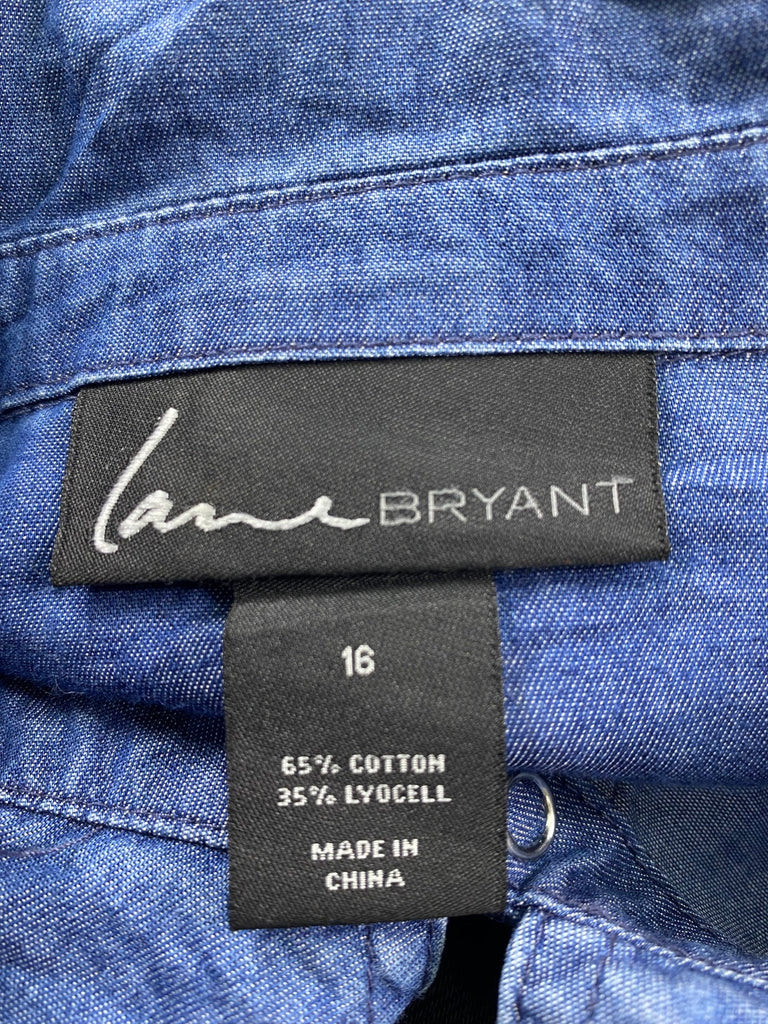 lane BRYANT
16
65% COTTON
35% LYOCELL
MADE IN
CHINA